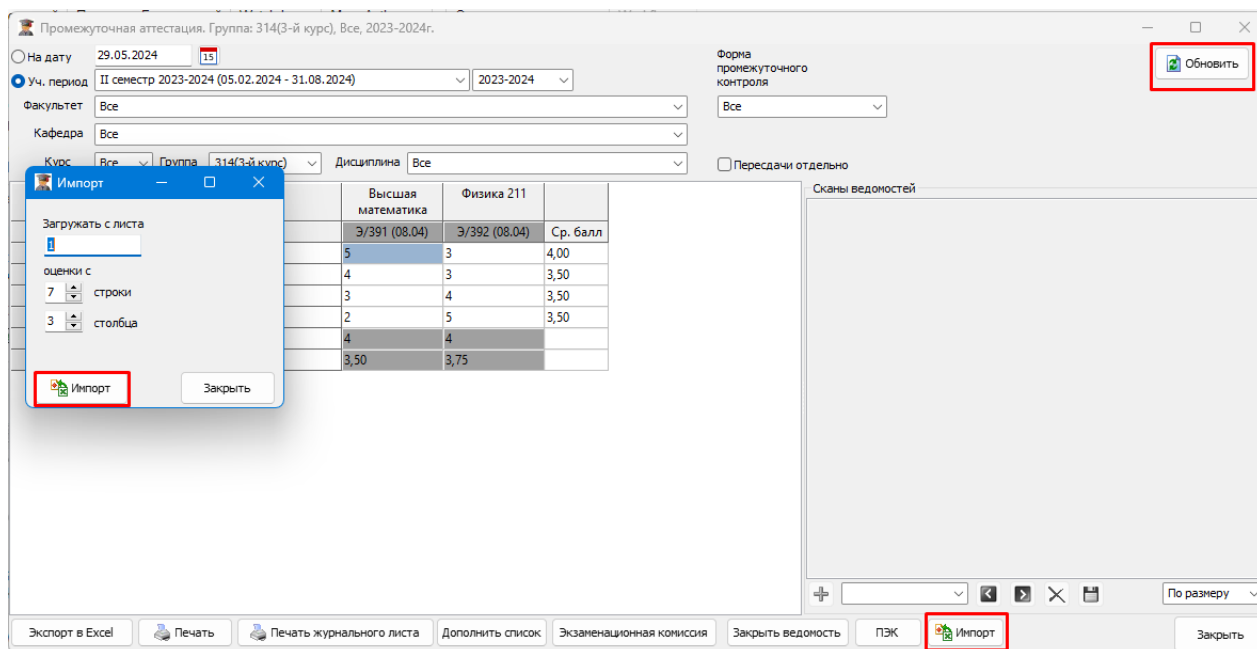 Промежуточная аттестация. Группа: 314(3-й курс), Все, 2023-2024г.
На дату 29.05.2024 15
Уч. период II семестр 2023-2024 (05.02.2024 - 31.08.2024) 2023-2024
Форма
промежуточного
контроля
Обновить
Факультет Все Все
Кафедра Все
Курс Все Группа 314(3-й курс) Дисциплина Все Пересдачи отдельно
Импорт
Загружать с листа
1
оценки с
7 строки
3 столбца
Импорт Закрыть
Высшая
математика
Физика 211
Э/391 (08.04) Э/392 (08.04) Ср. балл
5 3 4,00
4 3 3,50
3 4 3,50
2 5 3,50
4 4
3,50 3,75
Сканы ведомостей
По размеру
Экспорт в Excel Печать Печать журнального листа Дополнить список Экзаменационная комиссия Закрыть ведомость ПЭК Импорт Закрыть